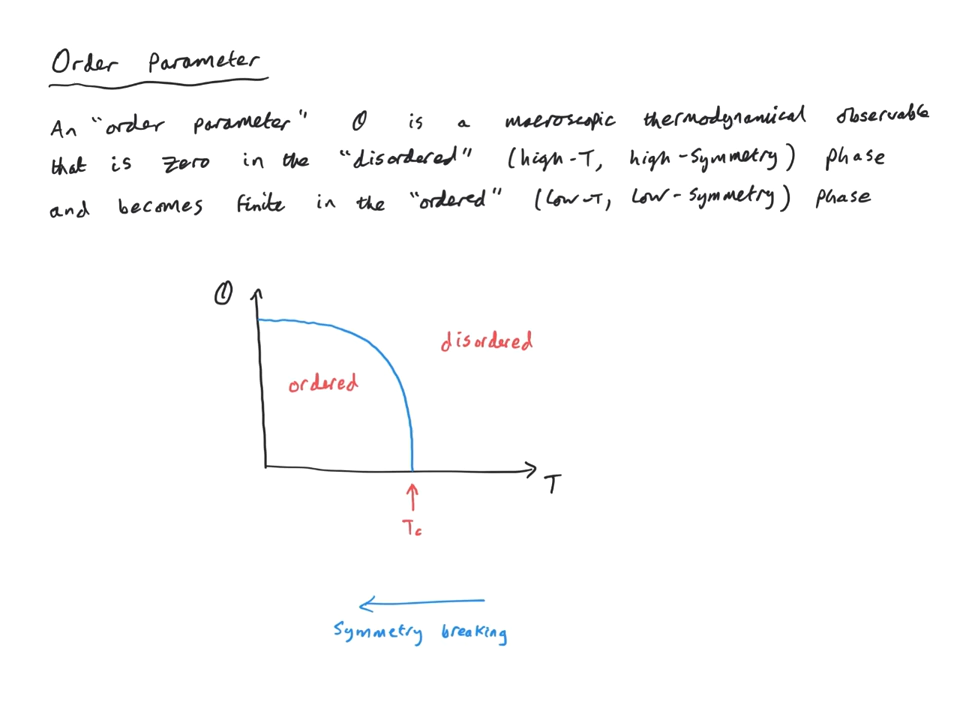 Order Parameter
An "order parameter" O is a macroscopic thermodynamical observable
that is zero in the "disordered" (high-T, high-symmetry) phase
and becomes finite in the "ordered" (low-T, low-symmetry) phase
O
disordered
ordered
T
Tc
Symmetry breaking